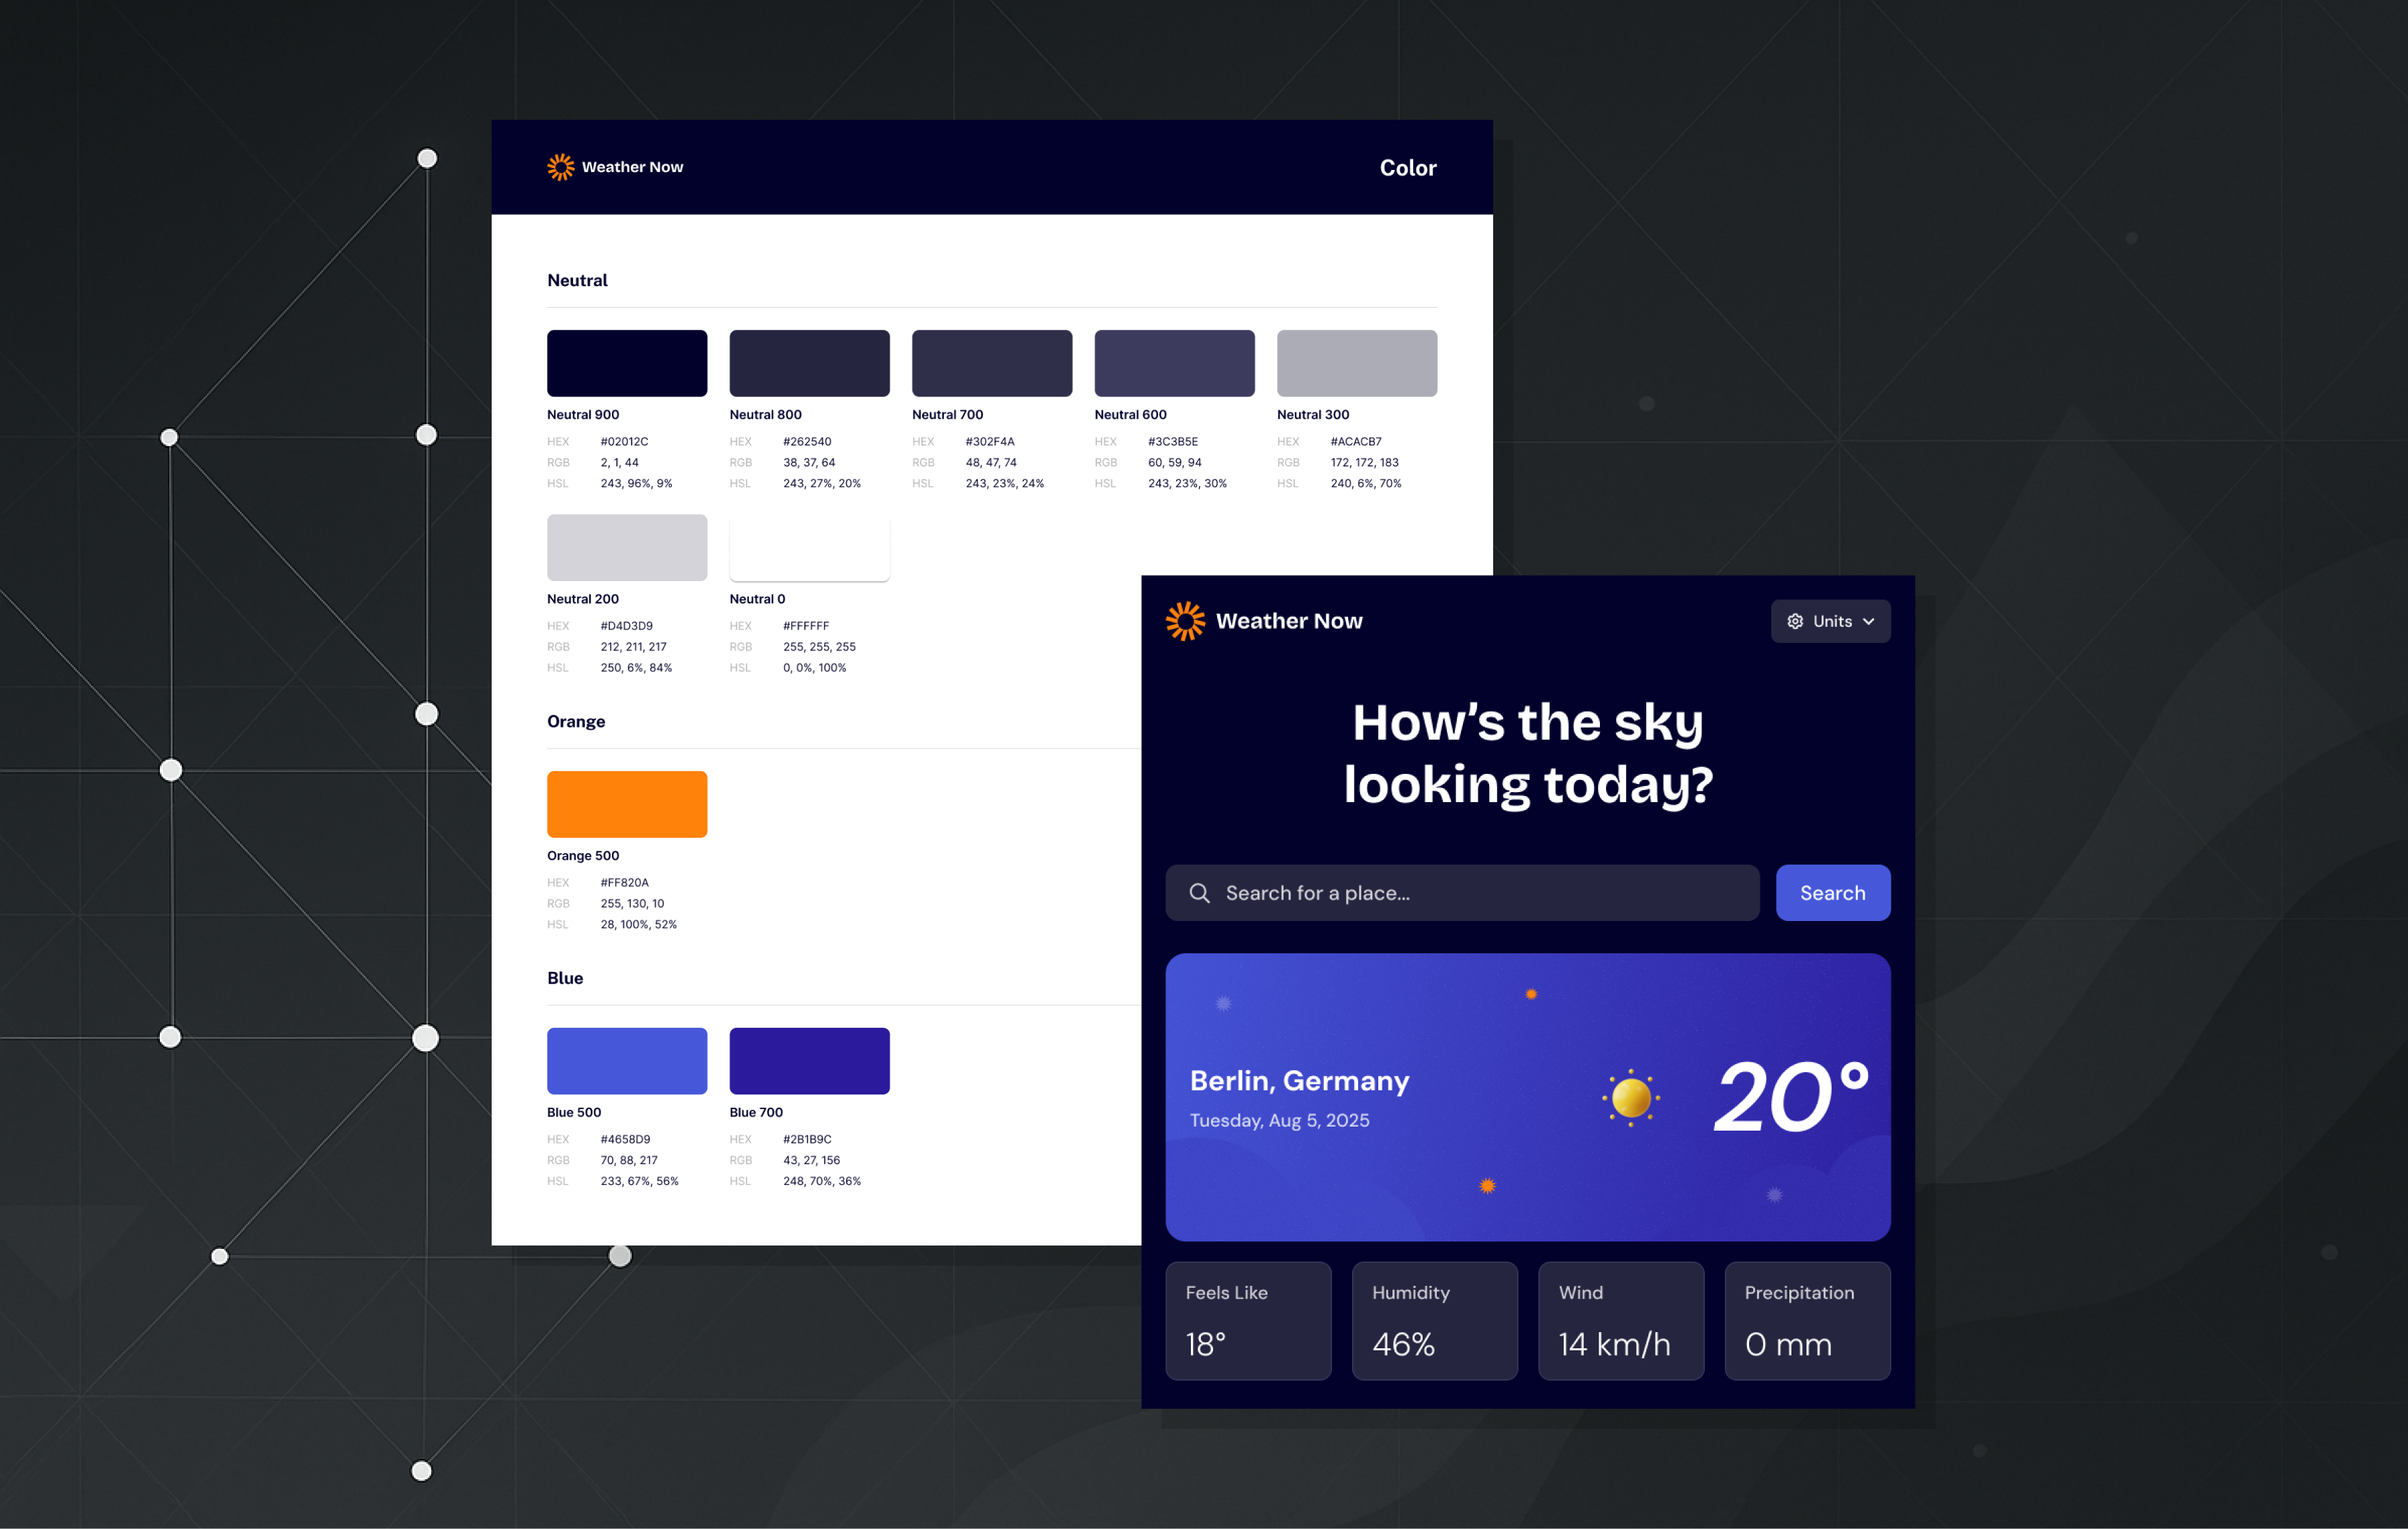 Weather Now
Color
Neutral
Neutral 900
HEX #02012C
RGB 2, 1, 44
HSL 243, 96%, 9%
Neutral 800
HEX #262540
RGB 38, 37, 64
HSL 243, 27%, 20%
Neutral 700
HEX #302F4A
RGB 48, 47, 74
HSL 243, 23%, 24%
Neutral 600
HEX #3C3B5E
RGB 60, 59, 94
HSL 243, 23%, 30%
Neutral 300
HEX #ACACB7
RGB 172, 172, 183
HSL 240, 6%, 70%
Neutral 200
HEX #D4D3D9
RGB 212, 211, 217
HSL 250, 6%, 84%
Neutral 0
HEX #FFFFFF
RGB 255, 255, 255
HSL 0, 0%, 100%
Orange
Orange 500
HEX #FF820A
RGB 255, 130, 10
HSL 28, 100%, 52%
Blue
Blue 500
HEX #4658D9
RGB 70, 88, 217
HSL 233, 67%, 56%
Blue 700
HEX #2B1B9C
RGB 43, 27, 156
HSL 248, 70%, 36%
Weather Now
Units
How’s the sky
looking today?
Search for a place...
Search
Berlin, Germany
Tuesday, Aug 5, 2025
20°
Feels Like
18°
Humidity
46%
Wind
14 km/h
Precipitation
0 mm